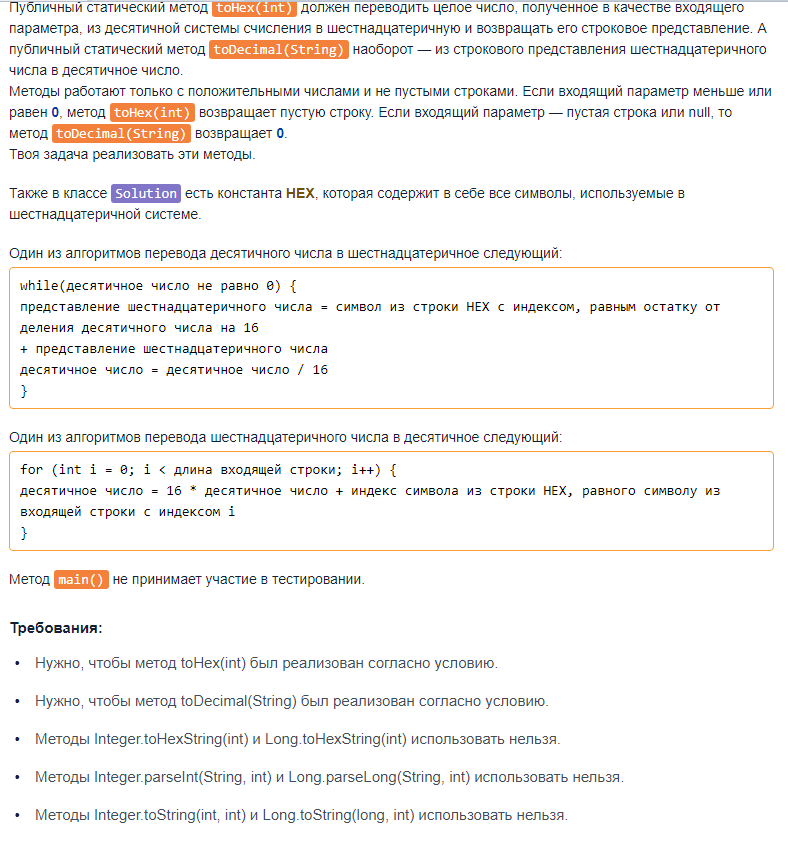 Публичный статический метод toHex(int) должен переводить целое число, полученное в качестве входящего
параметра, из десятичной системы счисления в шестнадцатеричную и возвращать его строковое представление. А
публичный статический метод toDecimal(String) наоборот — из строкового представления шестнадцатеричного
числа в десятичное число.
Методы работают только с положительными числами и не пустыми строками. Если входящий параметр меньше или
равен 0, метод toHex(int) возвращает пустую строку. Если входящий параметр — пустая строка или null, то
метод toDecimal(String) возвращает 0.
Твоя задача реализовать эти методы.
Также в классе Solution есть константа HEX, которая содержит в себе все символы, используемые в
шестнадцатеричной системе.
Один из алгоритмов перевода десятичного числа в шестнадцатеричное следующий:
while(десятичное число не равно 0) {
представление шестнадцатеричного числа = символ из строки HEX с индексом, равным остатку от
деления десятичного числа на 16
+ представление шестнадцатеричного числа
десятичное число = десятичное число / 16
}
Один из алгоритмов перевода шестнадцатеричного числа в десятичное следующий:
for (int i = 0; i < длина входящей строки; i++) {
десятичное число = 16 * десятичное число + индекс символа из строки HEX, равного символу из
входящей строки с индексом i
}
Метод main() не принимает участие в тестировании.
Требования:
• Нужно, чтобы метод toHex(int) был реализован согласно условию.
• Нужно, чтобы метод toDecimal(String) был реализован согласно условию.
• Методы Integer.toHexString(int) и Long.toHexString(int) использовать нельзя.
• Методы Integer.parseInt(String, int) и Long.parseLong(String, int) использовать нельзя.
• Методы Integer.toString(int, int) и Long.toString(long, int) использовать нельзя.